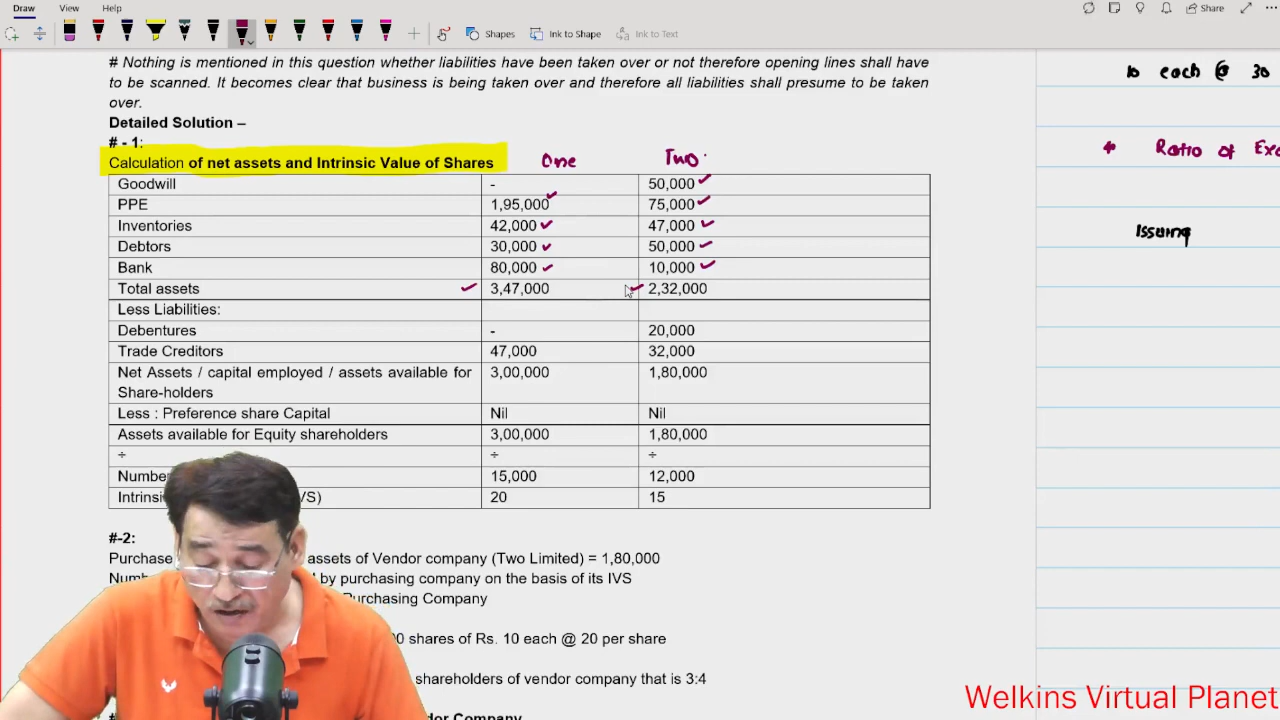 Draw View Help
Share
Shapes Ink to Shape Ink to Text
# Nothing is mentioned in this question whether liabilities have been taken over or not therefore opening lines shall have
to be scanned. It becomes clear that business is being taken over and therefore all liabilities shall presume to be taken
over.
10 each @ 30
Detailed Solution –
# - 1:
Calculation of net assets and Intrinsic Value of Shares
One Two
Ratio of Exc
Goodwill - 50,000
PPE 1,95,000 75,000
Inventories 42,000 47,000
Issuing
Debtors 30,000 50,000
Bank 80,000 10,000
Total assets 3,47,000 2,32,000
Less Liabilities:
Debentures - 20,000
Trade Creditors 47,000 32,000
Net Assets / capital employed / assets available for 3,00,000 1,80,000
Share-holders
Less : Preference share Capital Nil Nil
Assets available for Equity shareholders 3,00,000 1,80,000
÷ ÷ ÷
Number 15,000 12,000
Intrinsi VS) 20 15
#-2:
Purchase assets of Vendor company (Two Limited) = 1,80,000
Numb by purchasing company on the basis of its IVS
Purchasing Company
00 shares of Rs. 10 each @ 20 per share
shareholders of vendor company that is 3:4
Vendor Company
Welkins Virtual Planet